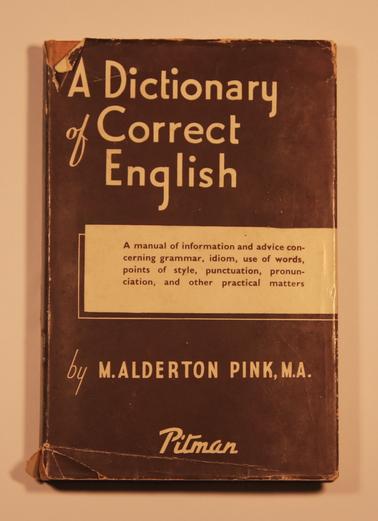 A Dictionary
of Correct
English
A manual of information and advice con-
cerning grammar, idiom, use of words,
points of style, punctuation, pronun-
ciation, and other practical matters
by M. ALDERTON PINK, M.A.
Pitman